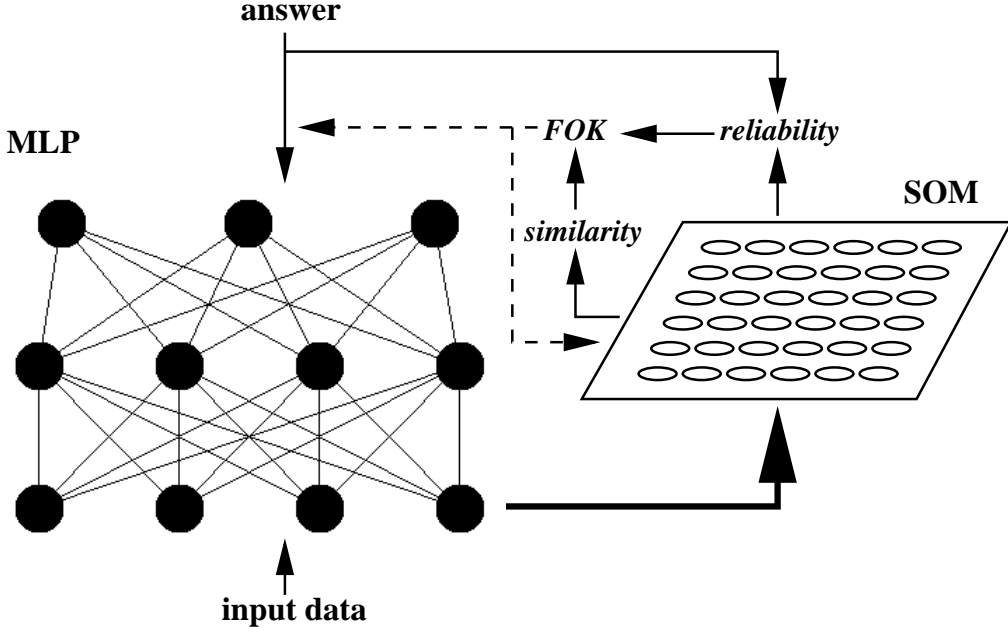 answer
MLP
FOK
reliability
SOM
similarity
input data